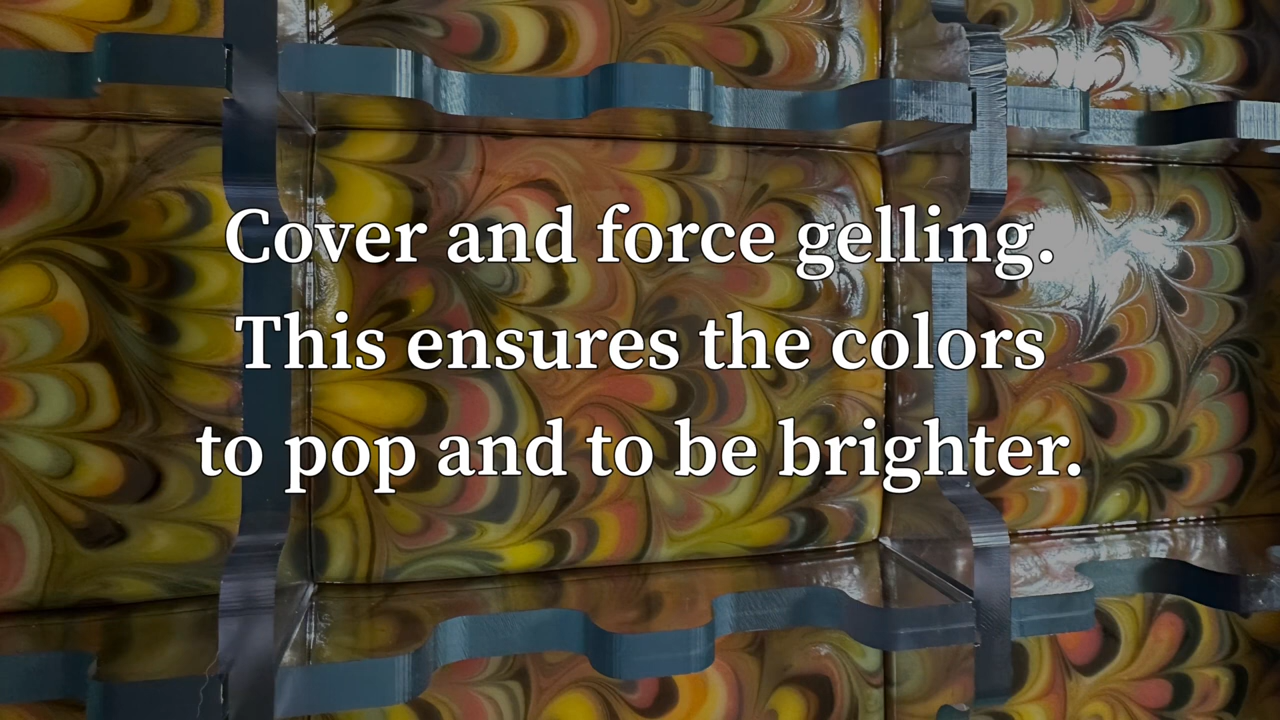 Cover and force gelling.
This ensures the colors
to pop and to be brighter.